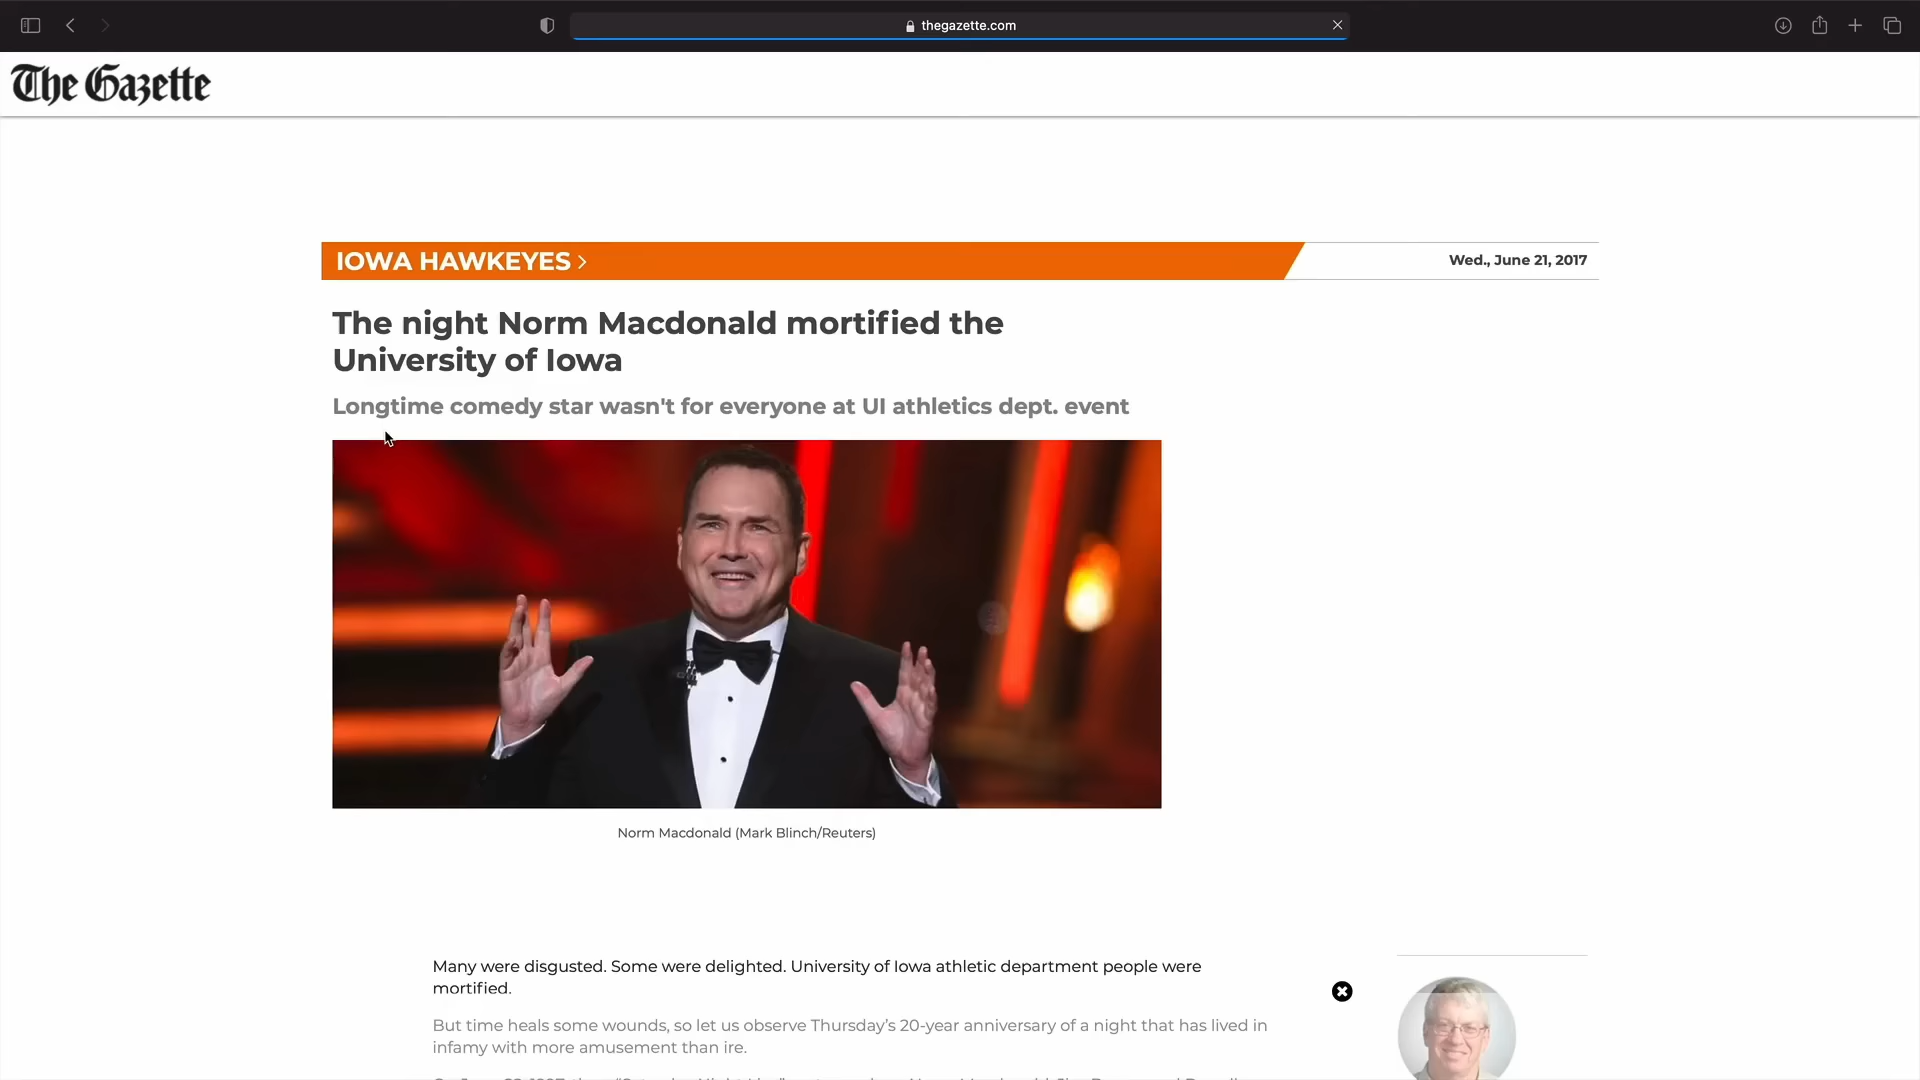 thegazette.com
The Gazette
IOWA HAWKEYES >
Wed., June 21, 2017
The night Norm Macdonald mortified the
University of Iowa
Longtime comedy star wasn't for everyone at UI athletics dept. event
Norm Macdonald (Mark Blinch/Reuters)
Many were disgusted. Some were delighted. University of Iowa athletic department people were
mortified.
But time heals some wounds, so let us observe Thursday’s 20-year anniversary of a night that has lived in
infamy with more amusement than ire.